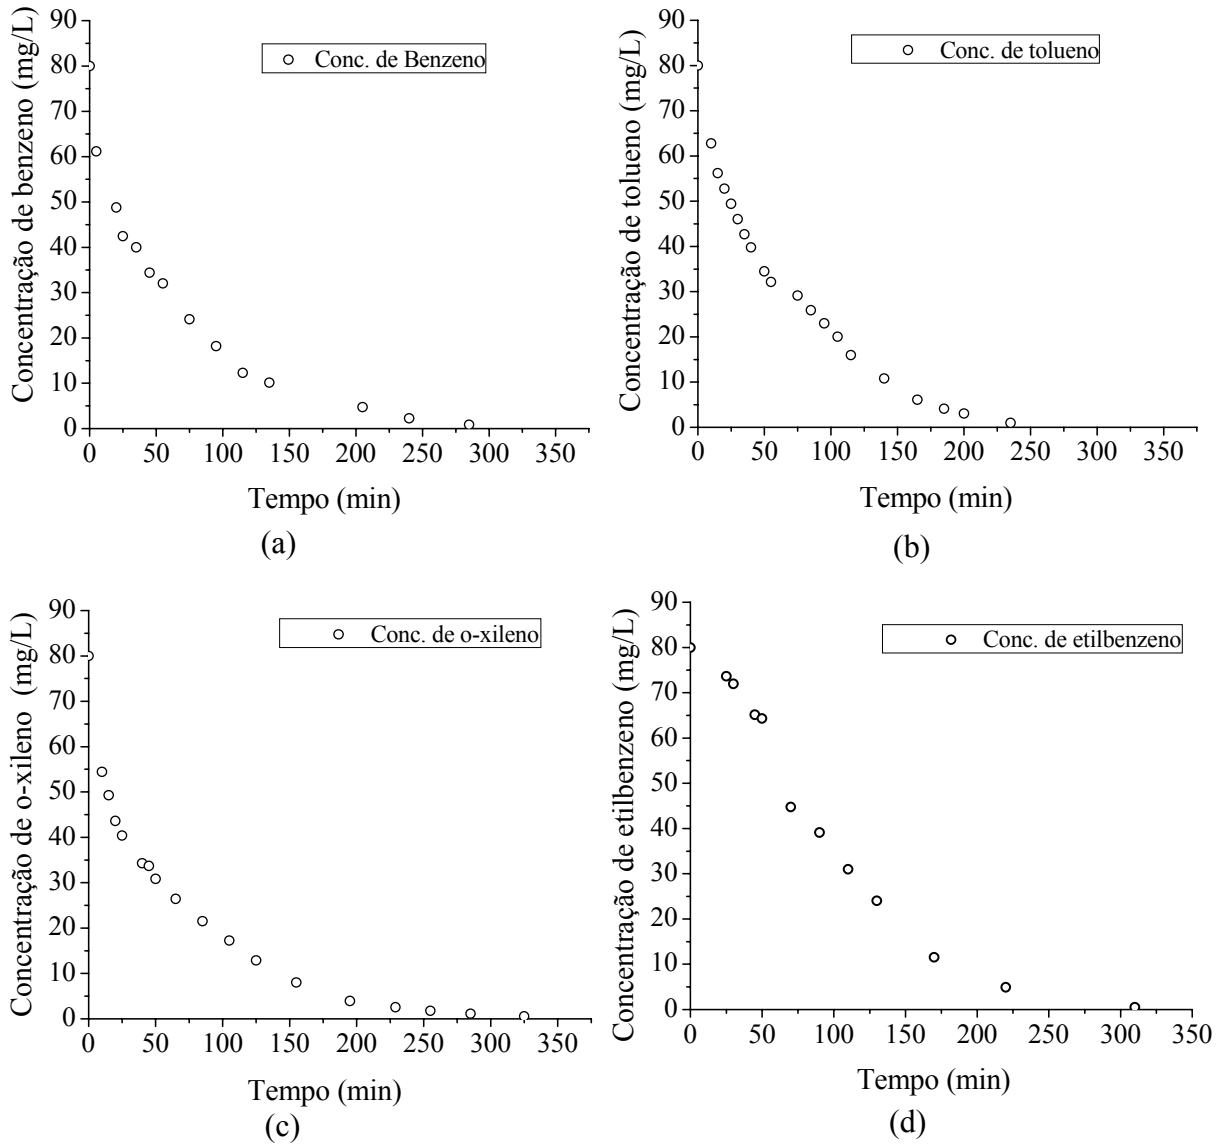 Concentração de benzeno (mg/L)
90
80
70
60
50
40
30
20
10
0
Conc. de Benzeno
0 50 100 150 200 250 300 350
Tempo (min)
(a)
Concentração de tolueno (mg/L)
90
80
70
60
50
40
30
20
10
0
Conc. de tolueno
0 50 100 150 200 250 300 350
Tempo (min)
(b)
Concentração de o-xileno (mg/L)
90
80
70
60
50
40
30
20
10
0
Conc. de o-xileno
0 50 100 150 200 250 300 350
Tempo (min)
(c)
Concentração de etilbenzeno (mg/L)
90
80
70
60
50
40
30
20
10
0
Conc. de etilbenzeno
0 50 100 150 200 250 300 350
Tempo (min)
(d)